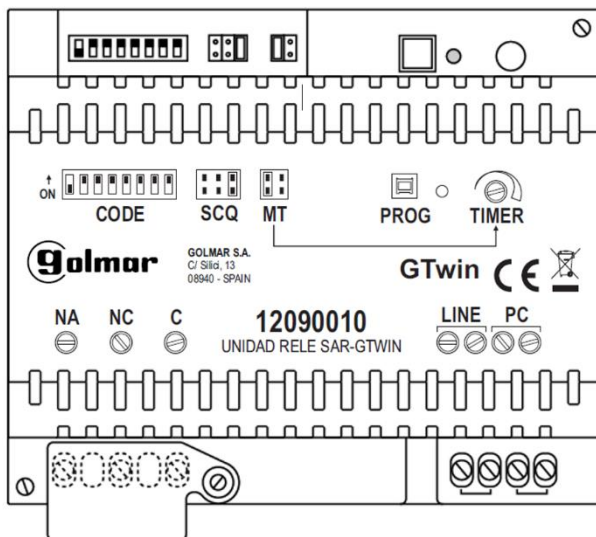 ON
CODE
SCQ
MT
PROG
TIMER
golmar
GOLMAR S.A.
C/ Silici, 13
08940 - SPAIN
GTwin
CE
NA
NC
C
12090010
UNIDAD RELE SAR-GTWIN
LINE
PC